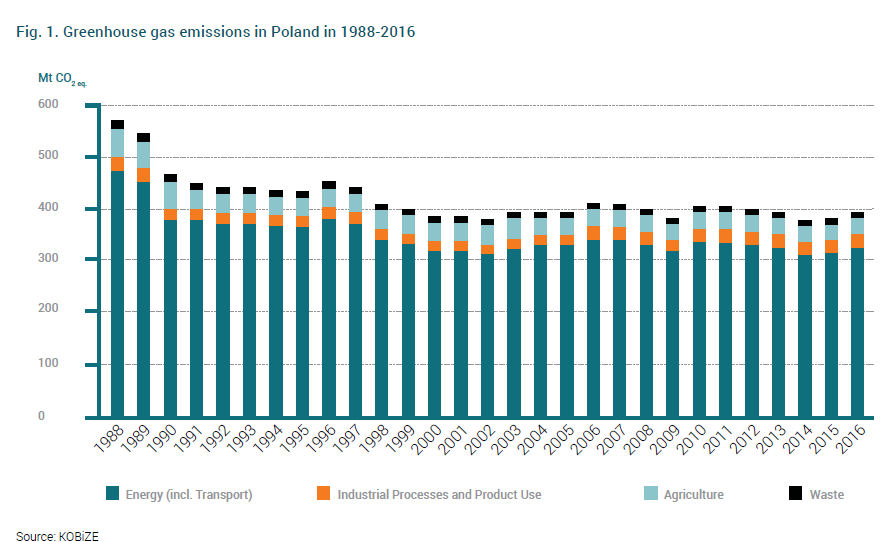 Fig. 1. Greenhouse gas emissions in Poland in 1988-2016
Mt CO2 eq.
600
500
400
300
200
100
0
1988 1989 1990 1991 1992 1993 1994 1995 1996 1997 1998 1999 2000 2001 2002 2003 2004 2005 2006 2007 2008 2009 2010 2011 2012 2013 2014 2015 2016
Energy (incl. Transport) Industrial Processes and Product Use Agriculture Waste
Source: KOBiZE